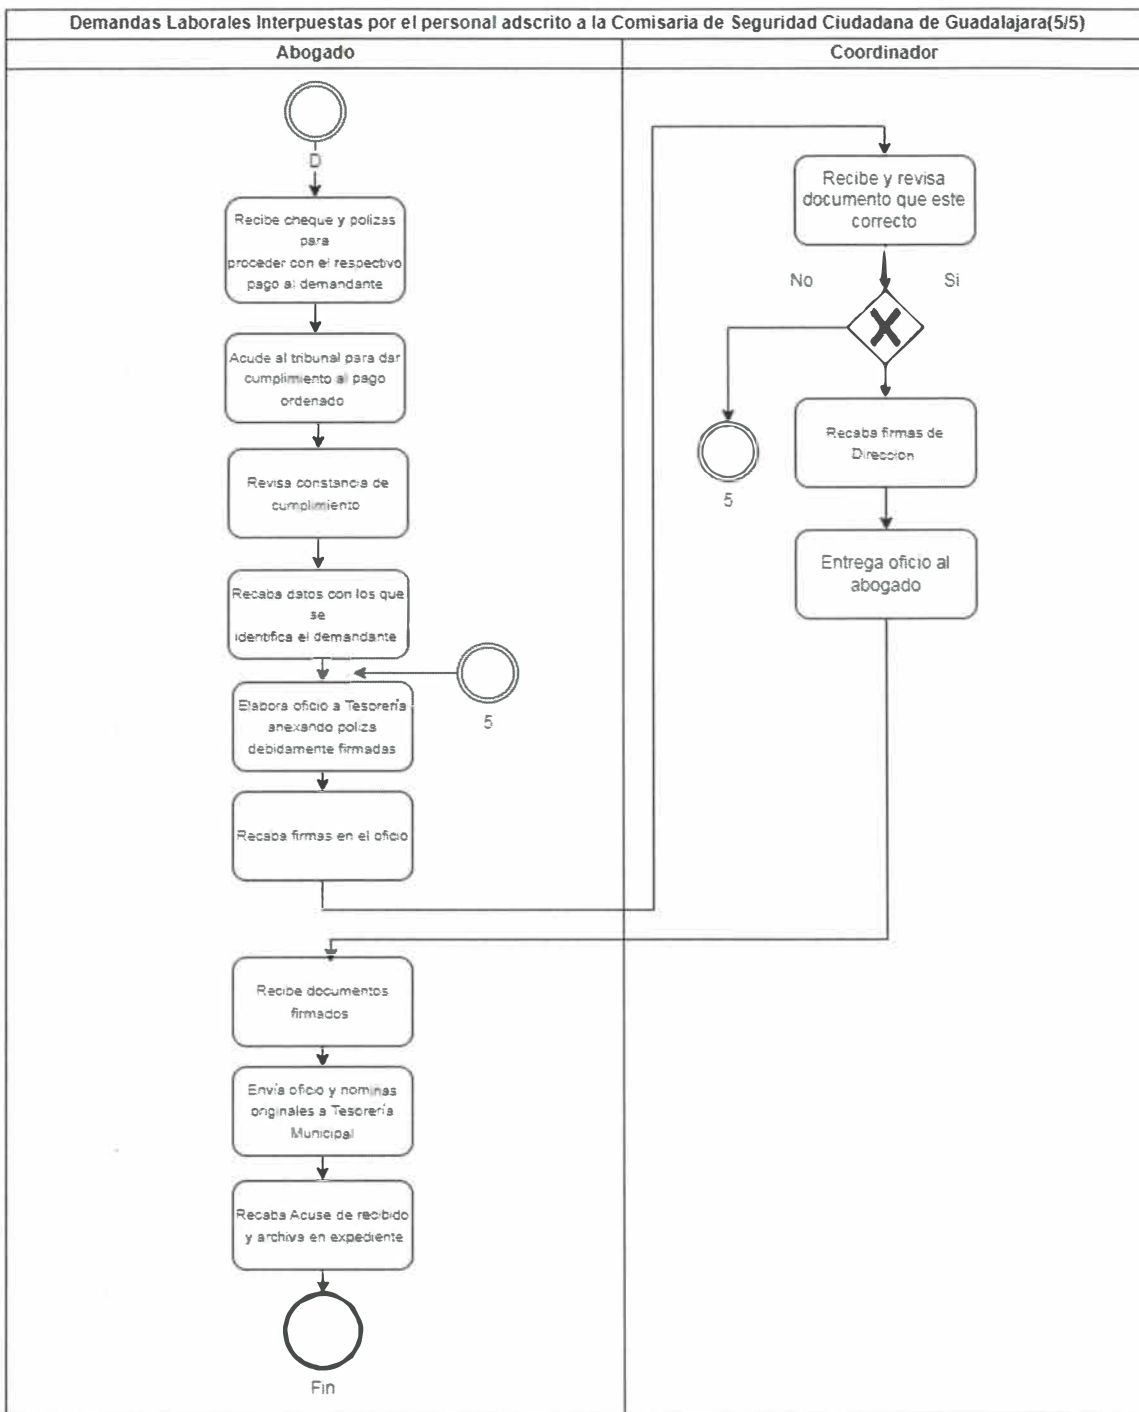 Demandas Laborales Interpuestas por el personal adscrito a la Comisaria de Seguridad Ciudadana de Guadalajara(5/5)
Abogado
Coordinador
D
Recibe cheque y polizas
para
proceder con el respectivo
pago al demandante
Acude al tribunal para dar
cumplimiento al pago
ordenado
Revisa constancia de
cumplimiento
Recaba datos con los que
se
identifica el demandante
5
Elabora oficio a Tesorería
anexando poliza
debidamente firmadas
Recaba firmas en el oficio
Recibe y revisa
documento que este
correcto
No
Si
5
Recaba firmas de
Direccion
Entrega oficio al
abogado
Recibe documentos
firmados
Envía oficio y nominas
originales a Tesorería
Municipal
Recaba Acuse de recibido
y archiva en expediente
Fin